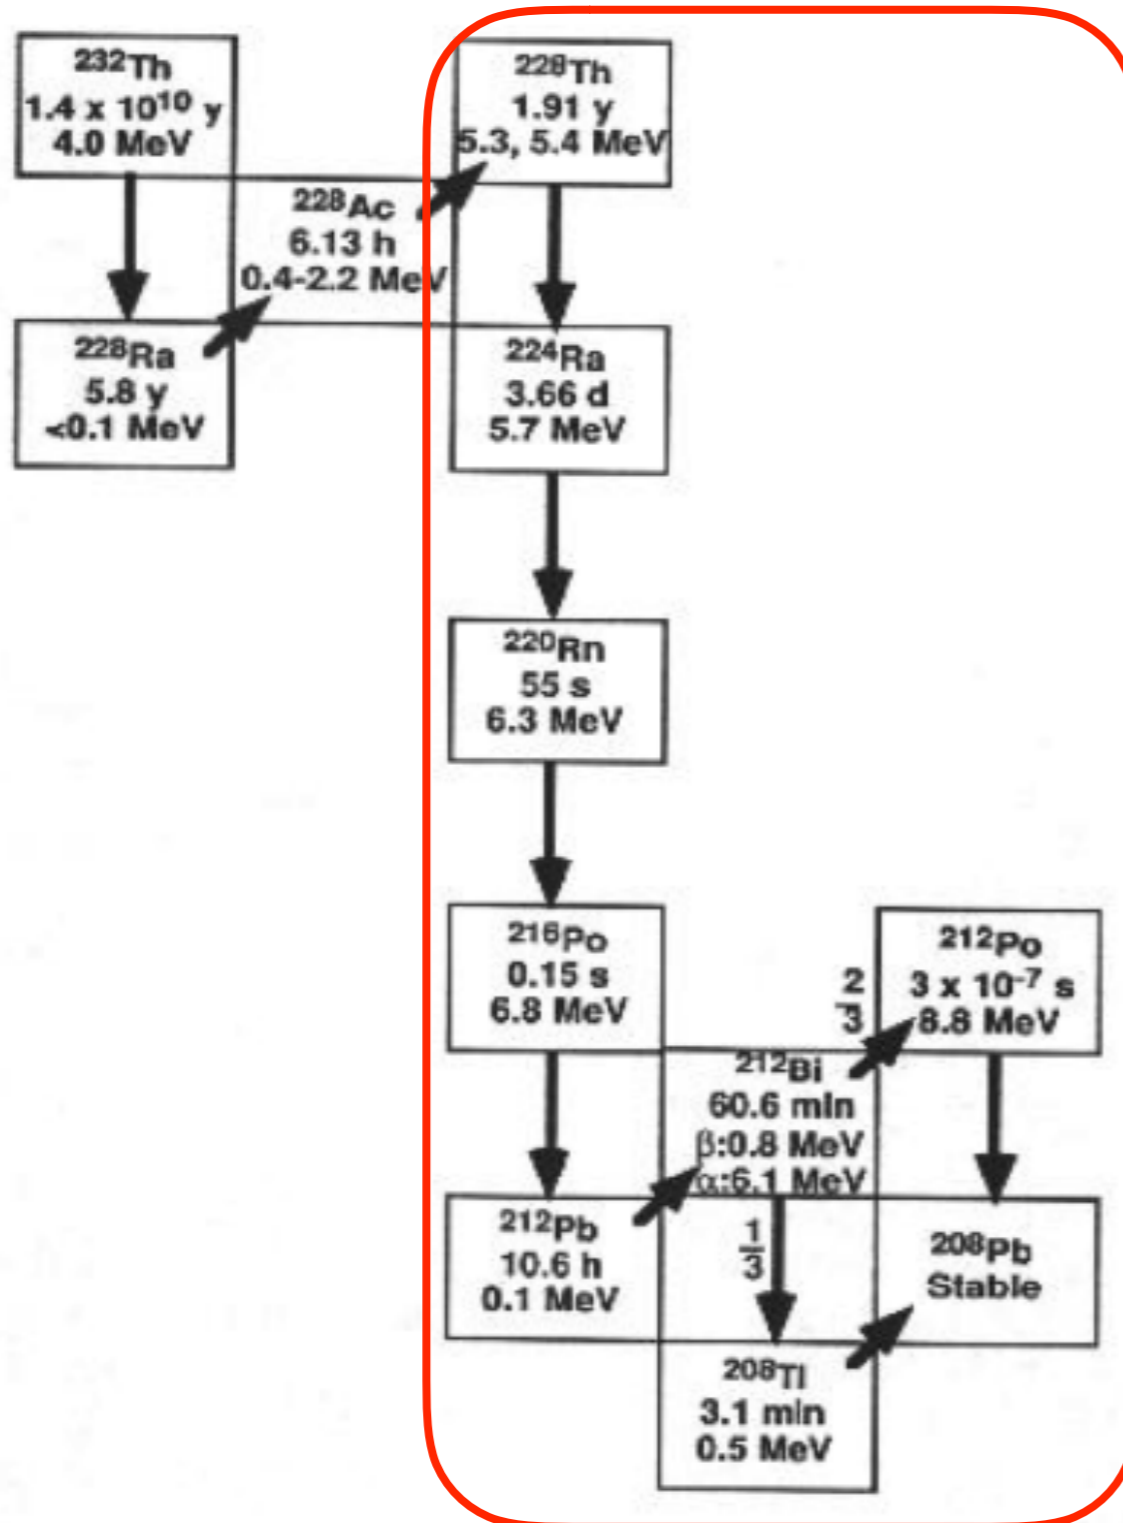 ²³²Th
1.4 x 10¹⁰ y
4.0 MeV
²²⁸Th
1.91 y
5.3, 5.4 MeV
²²⁸Ac
6.13 h
0.4-2.2 MeV
²²⁸Ra
5.8 y
<0.1 MeV
²²⁴Ra
3.66 d
5.7 MeV
²²⁰Rn
55 s
6.3 MeV
²¹⁶Po
0.15 s
6.8 MeV
2
3
²¹²Po
3 x 10⁻⁷ s
8.8 MeV
²¹²Bi
60.6 min
β:0.8 MeV
α:6.1 MeV
²¹²Pb
10.6 h
0.1 MeV
1
3
²⁰⁸Pb
Stable
²⁰⁸Tl
3.1 min
0.5 MeV